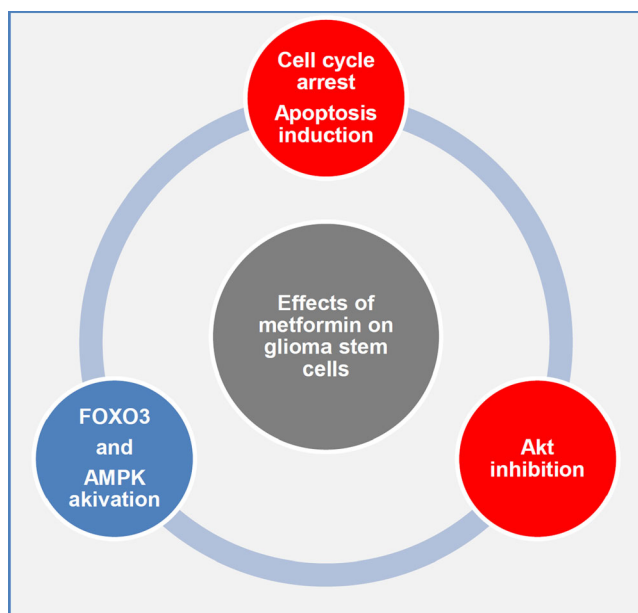 Cell cycle
arrest
Apoptosis
induction
Effects of
metformin on
glioma stem
cells
FOXO3
and
AMPK
akivation
Akt
inhibition